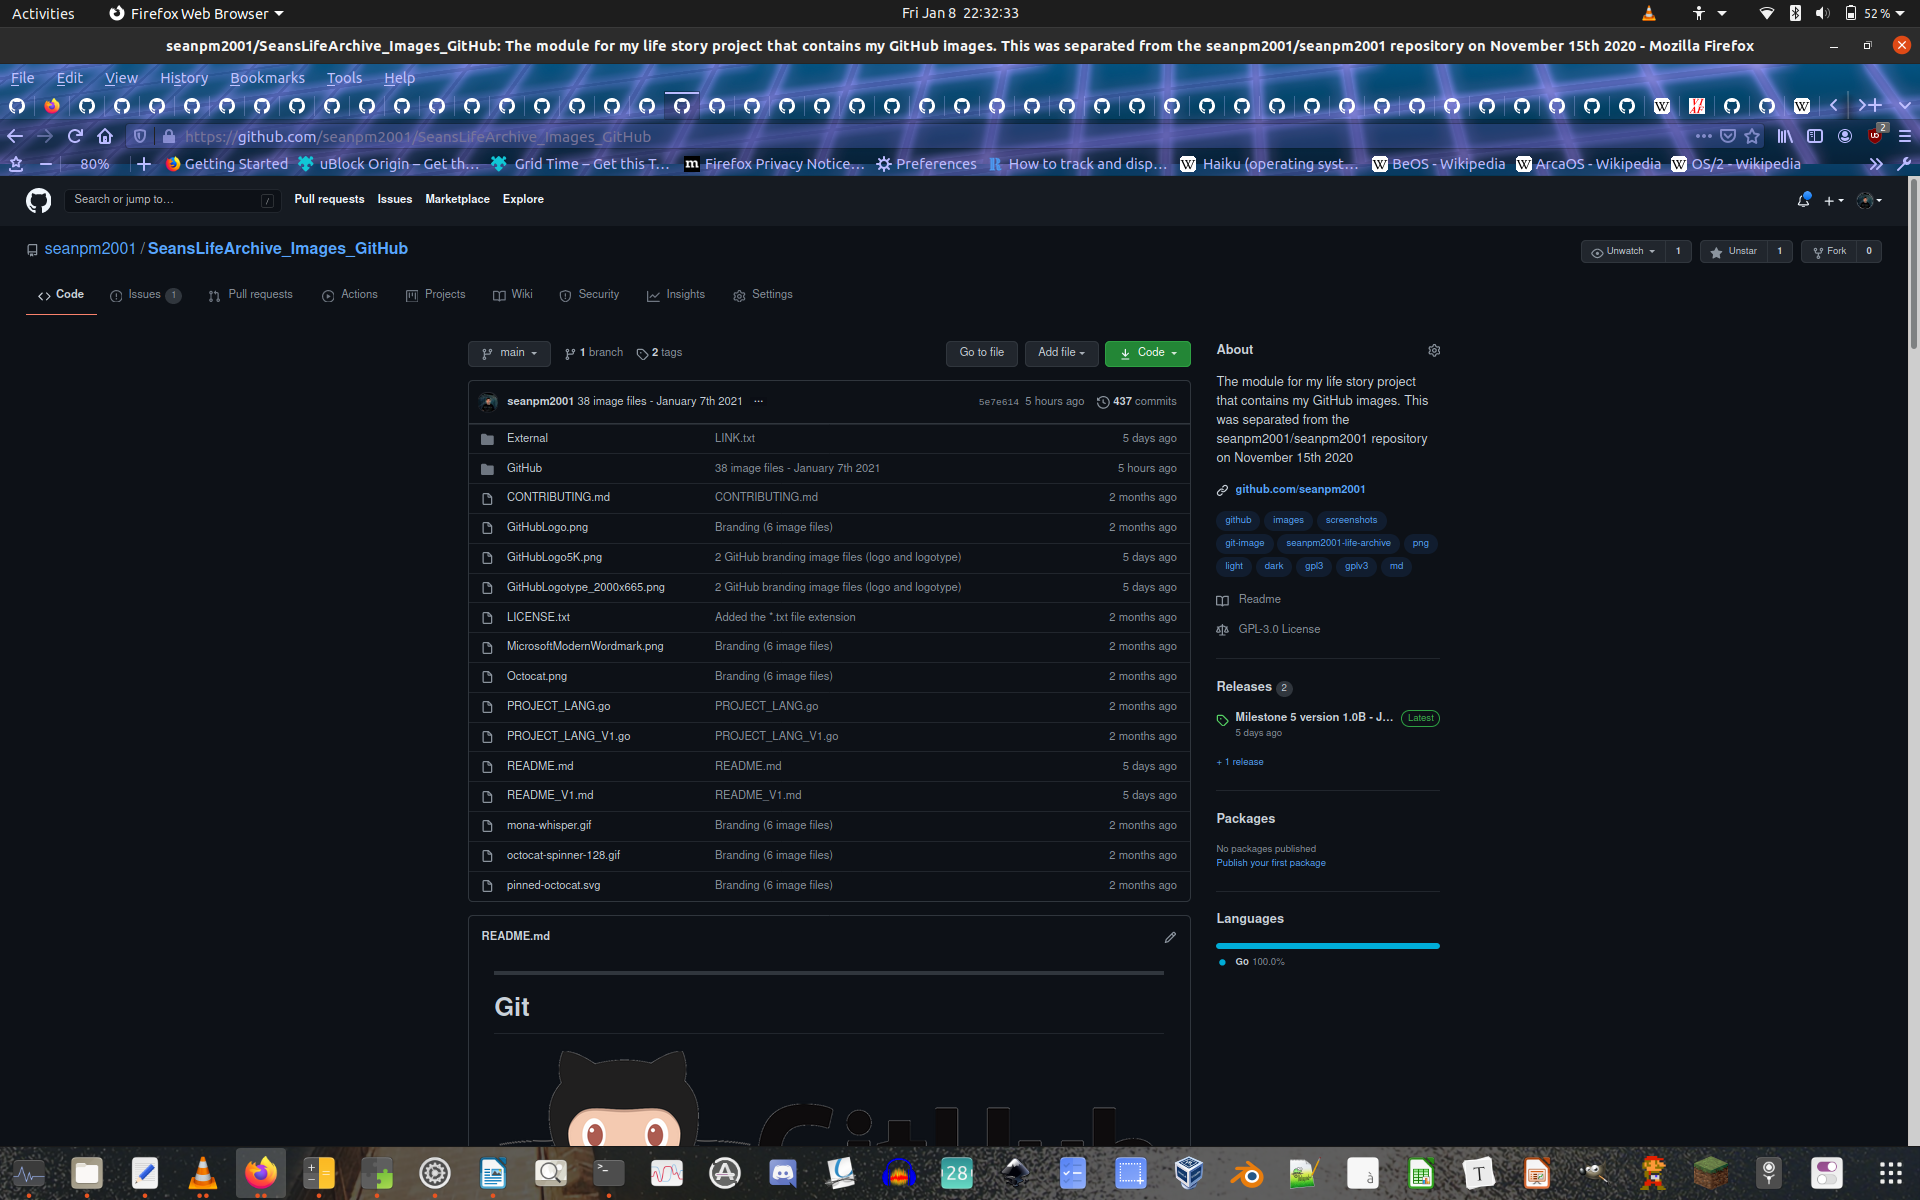 Activities
Firefox Web Browser
Fri Jan 8 22:32:33
52 %
seanpm2001/SeansLifeArchive_Images_GitHub: The module for my life story project that contains my GitHub images. This was separated from the seanpm2001/seanpm2001 repository on November 15th 2020 - Mozilla Firefox
File Edit View History Bookmarks Tools Help
https://github.com/seanpm2001/SeansLifeArchive_Images_GitHub
2
80%
Getting Started
uBlock Origin – Get th…
Grid Time – Get this T…
Firefox Privacy Notice…
Preferences
How to track and disp…
Haiku (operating syst…
BeOS - Wikipedia
ArcaOS - Wikipedia
OS/2 - Wikipedia
Search or jump to…
/
Pull requests Issues Marketplace Explore
seanpm2001 / SeansLifeArchive_Images_GitHub
Unwatch 1
Unstar 1
Fork 0
Code
Issues 1
Pull requests
Actions
Projects
Wiki
Security
Insights
Settings
main
1 branch
2 tags
Go to file
Add file
Code
seanpm2001 38 image files - January 7th 2021 ...
5e7e614 5 hours ago
437 commits
External LINK.txt 5 days ago
GitHub 38 image files - January 7th 2021 5 hours ago
CONTRIBUTING.md CONTRIBUTING.md 2 months ago
GitHubLogo.png Branding (6 image files) 2 months ago
GitHubLogo5K.png 2 GitHub branding image files (logo and logotype) 5 days ago
GitHubLogotype_2000x665.png 2 GitHub branding image files (logo and logotype) 5 days ago
LICENSE.txt Added the *.txt file extension 2 months ago
MicrosoftModernWordmark.png Branding (6 image files) 2 months ago
Octocat.png Branding (6 image files) 2 months ago
PROJECT_LANG.go PROJECT_LANG.go 2 months ago
PROJECT_LANG_V1.go PROJECT_LANG_V1.go 2 months ago
README.md README.md 5 days ago
README_V1.md README_V1.md 5 days ago
mona-whisper.gif Branding (6 image files) 2 months ago
octocat-spinner-128.gif Branding (6 image files) 2 months ago
pinned-octocat.svg Branding (6 image files) 2 months ago
README.md
Git
GitHub
About
The module for my life story project
that contains my GitHub images. This
was separated from the
seanpm2001/seanpm2001 repository
on November 15th 2020
github.com/seanpm2001
github images screenshots
git-image seanpm2001-life-archive png
light dark gpl3 gplv3 md
Readme
GPL-3.0 License
Releases 2
Milestone 5 version 1.0B - J... Latest
5 days ago
+ 1 release
Packages
No packages published
Publish your first package
Languages
Go 100.0%
28